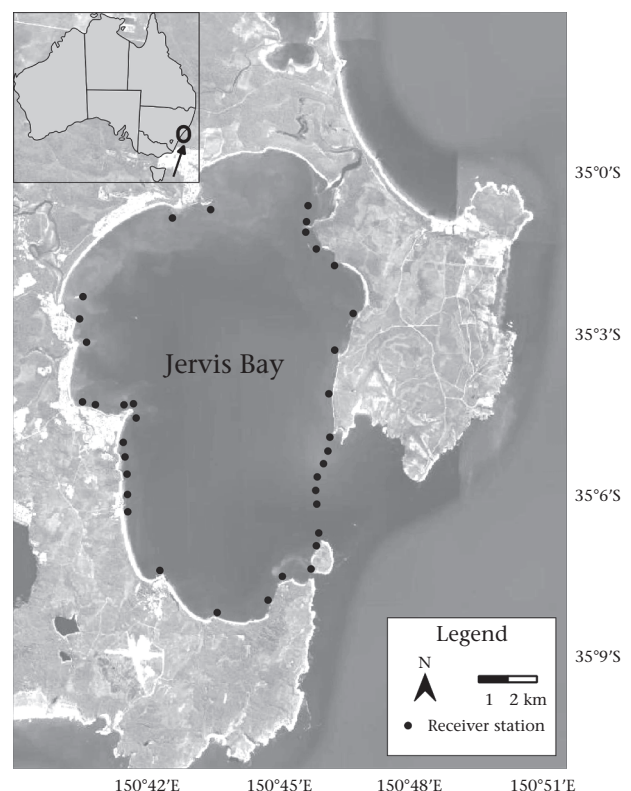 35°0′S
Jervis Bay
35°3′S
35°6′S
35°9′S
Legend
N
1 2 km
Receiver station
150°42′E 150°45′E 150°48′E 150°51′E